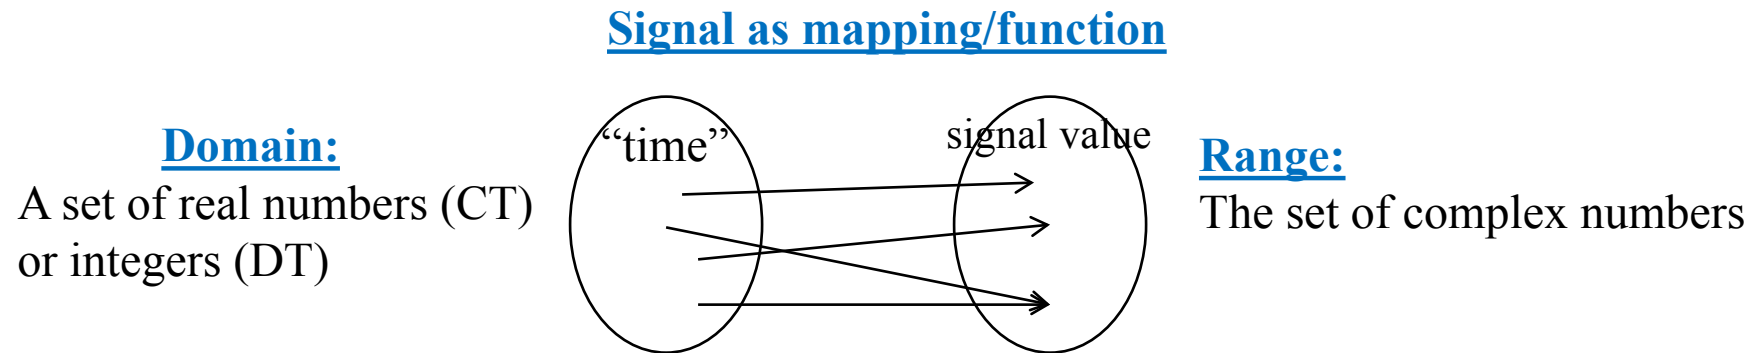 Signal as mapping/function
Domain:
A set of real numbers (CT)
or integers (DT)
“time”
signal value
Range:
The set of complex numbers